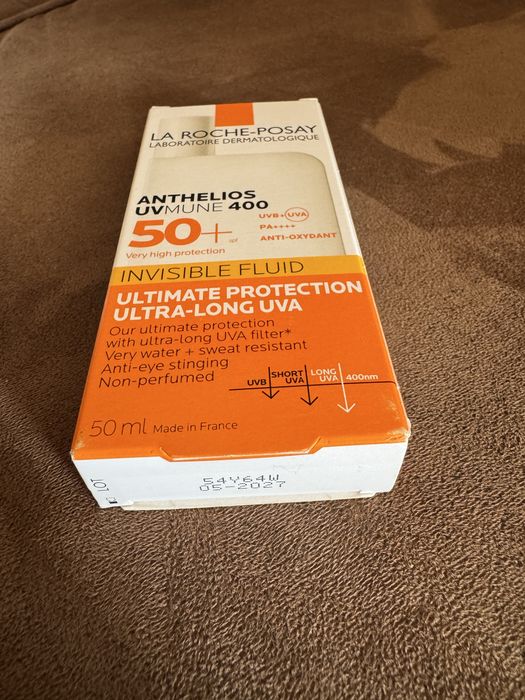 LA ROCHE-POSAY
LABORATOIRE DERMATOLOGIQUE
ANTHELIOS
UVMUNE 400
50+ spf
Very high protection
UVB+UVA
PA++++
ANTI-OXYDANT
INVISIBLE FLUID
ULTIMATE PROTECTION
ULTRA-LONG UVA
Our ultimate protection
with ultra-long UVA filter*
Very water + sweat resistant
Anti-eye stinging
Non-perfumed
UVB
SHORT
UVA
LONG
UVA
400nm
50 ml Made in France
LOT
54Y64W
05-2027